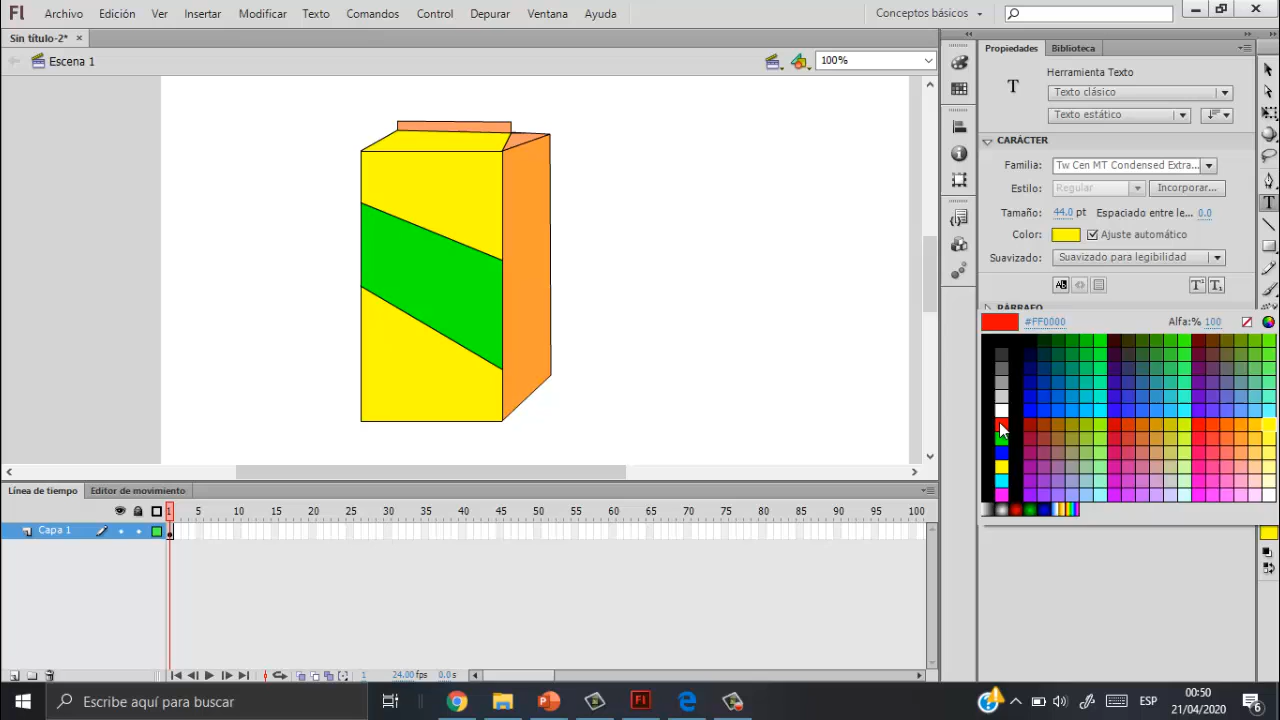 Fl Archivo Edición Ver Insertar Modificar Texto Comandos Control Depurar Ventana Ayuda Conceptos básicos
Sin título-2* ×
Escena 1 100%
Propiedades Biblioteca
T Herramienta Texto
Texto clásico
Texto estático
CARÁCTER
Familia: Tw Cen MT Condensed Extra...
Estilo: Regular Incorporar...
Tamaño: 44.0 pt Espaciado entre le... 0.0
Color: Ajuste automático
Suavizado: Suavizado para legibilidad
PÁRRAFO
#FF0000 Alfa:% 100
Línea de tiempo Editor de movimiento
1 5 10 15 20 25 30 35 40 45 50 55 60 65 70 75 80 85 90 95 100
Capa 1
1 24.00 fps 0.0 s
Escribe aquí para buscar
ESP
00:50
21/04/2020
6